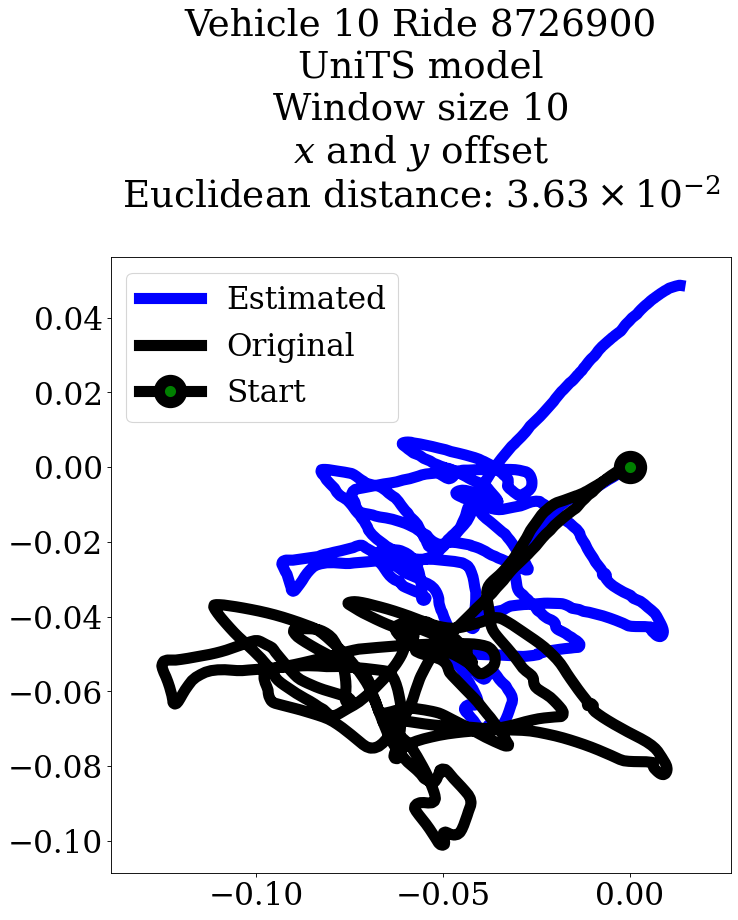 Vehicle 10 Ride 8726900
UniTS model
Window size 10
x and y offset
Euclidean distance: 3.63 × 10⁻²
Estimated
Original
Start
0.04
0.02
0.00
−0.02
−0.04
−0.06
−0.08
−0.10
−0.10 −0.05 0.00